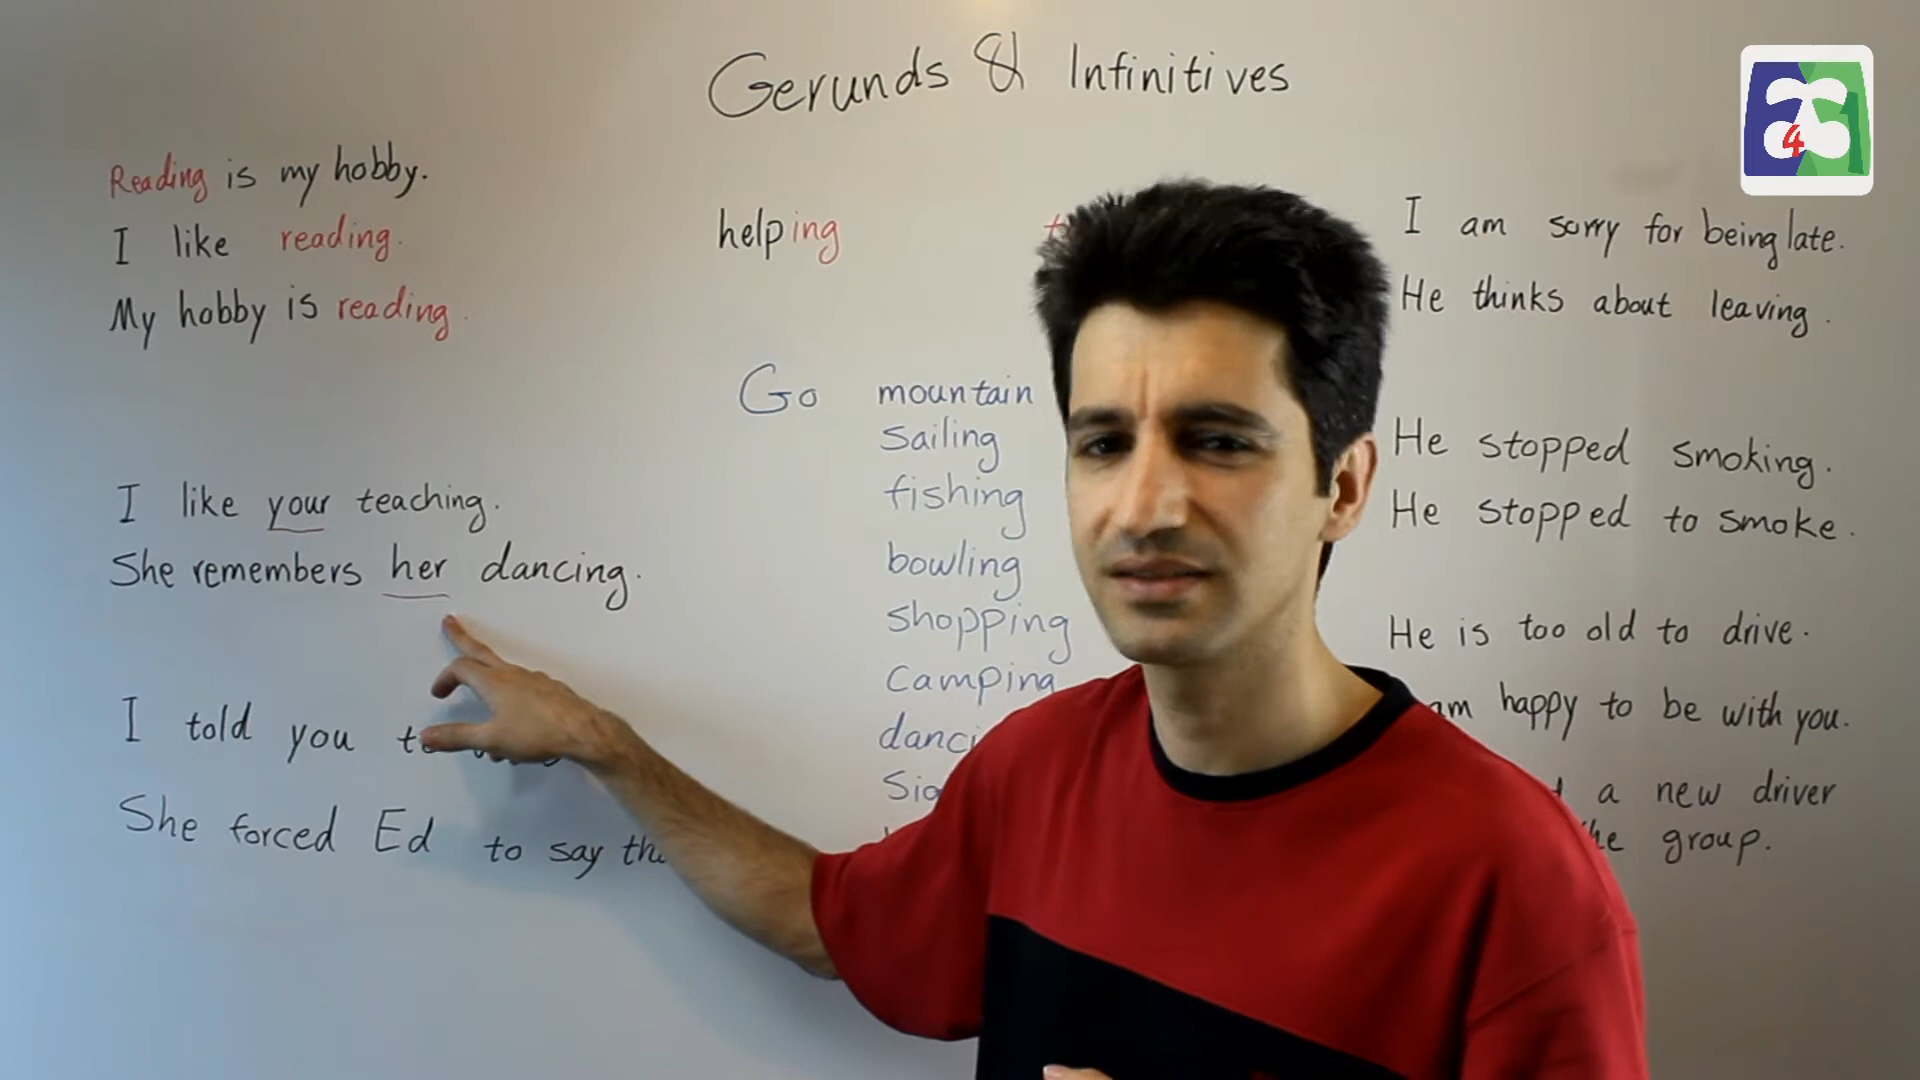 Gerunds & Infinitives
Reading is my hobby.
I like reading.
My hobby is reading.
I like your teaching.
She remembers her dancing.
I told you
She forced Ed to say
helping
Go mountain
sailing
fishing
bowling
shopping
camping
I am sorry for being late.
He thinks about leaving.
He stopped smoking.
He stopped to smoke.
He is too old to drive.
am happy to be with you.
a new driver
group.
4